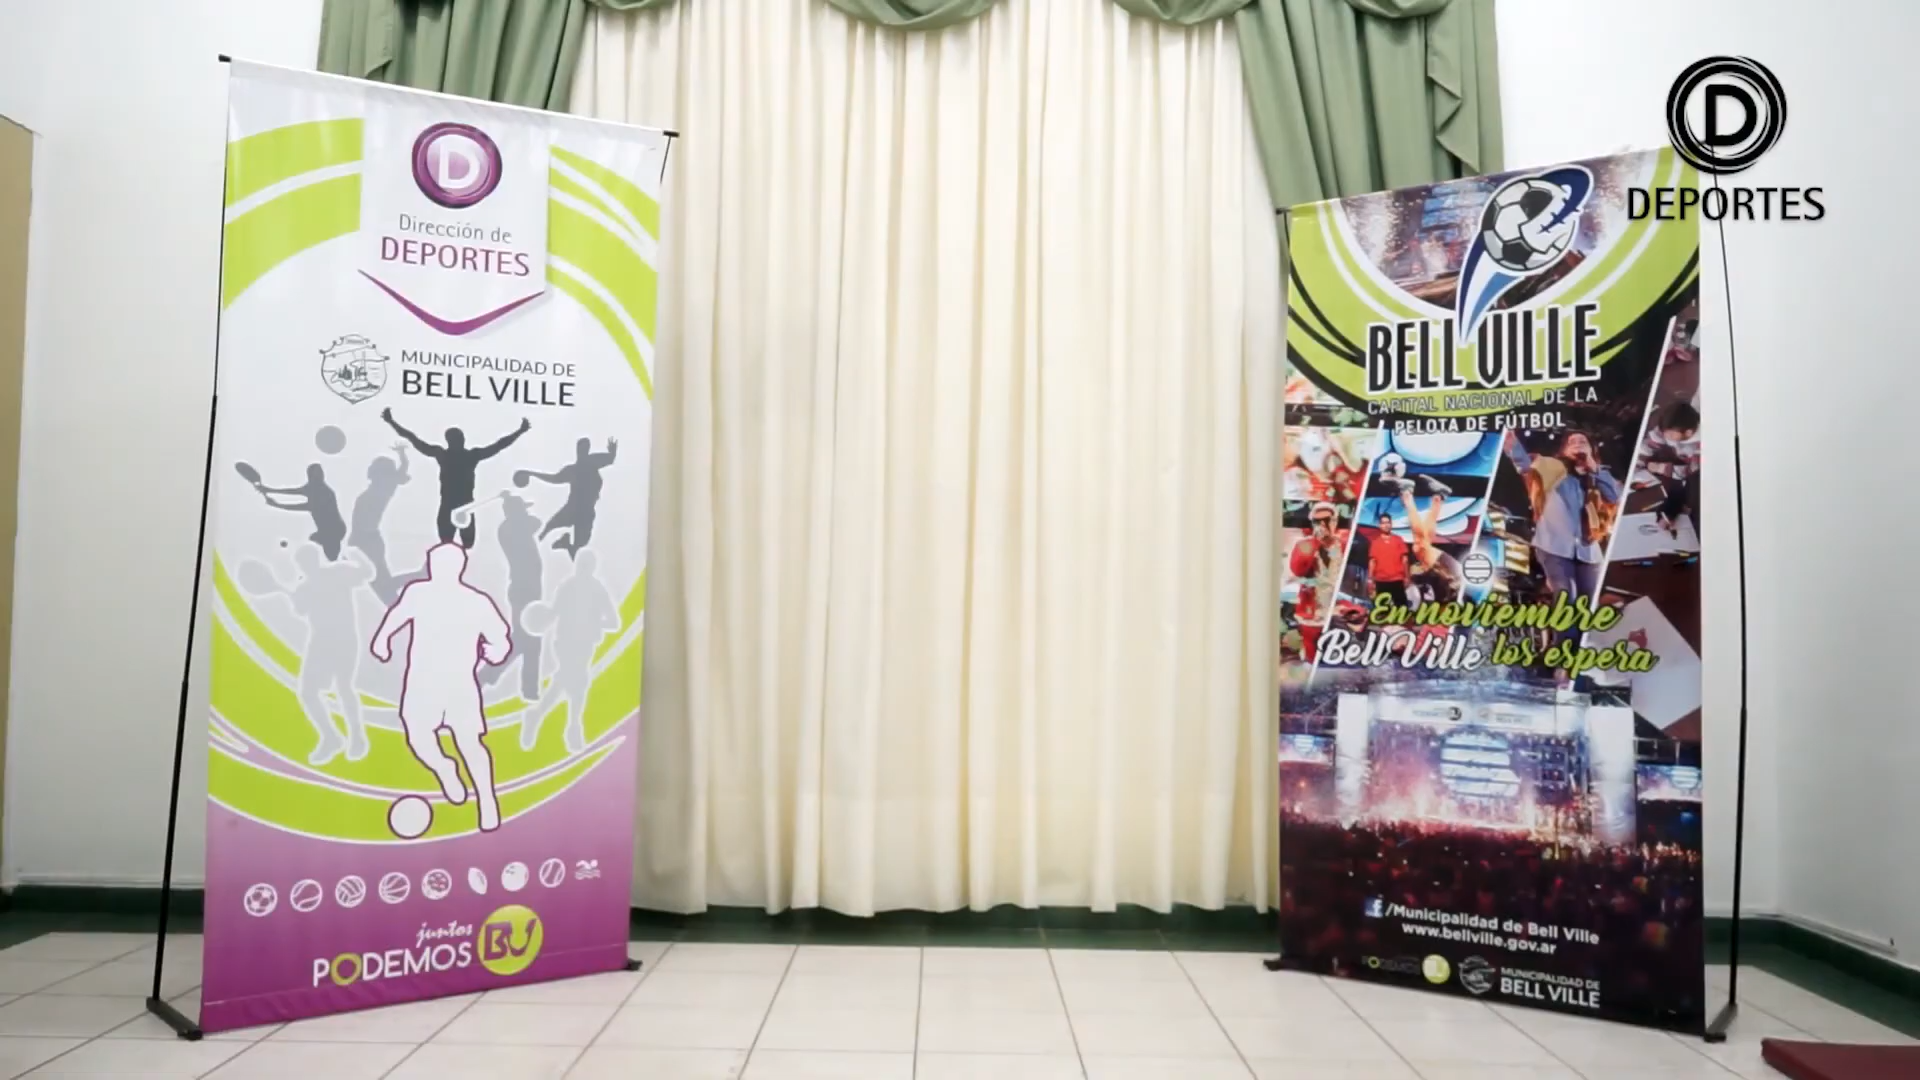 D
Dirección de
DEPORTES
MUNICIPALIDAD DE
BELL VILLE
juntos
PODEMOS
BV
D
DEPORTES
BELL VILLE
CAPITAL NACIONAL DE LA
PELOTA DE FÚTBOL
En noviembre
Bell Ville los espera
f /Municipalidad de Bell Ville
www.bellville.gov.ar
PODEMOS
MUNICIPALIDAD DE
BELL VILLE